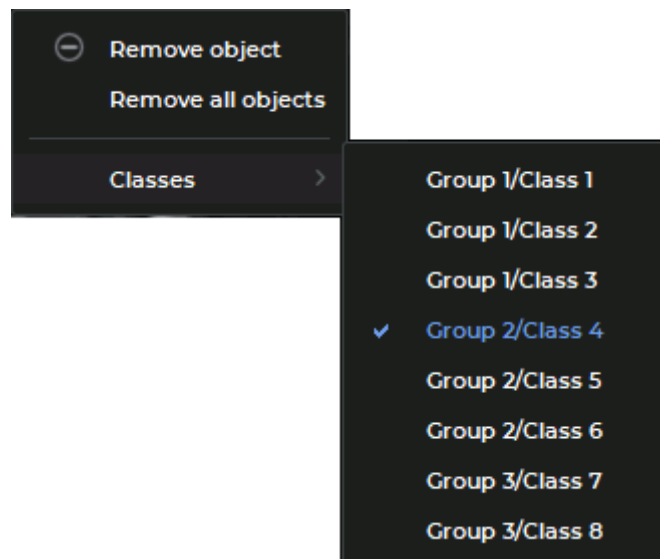 Remove object
Remove all objects
Classes
Group 1/Class 1
Group 1/Class 2
Group 1/Class 3
Group 2/Class 4
Group 2/Class 5
Group 2/Class 6
Group 3/Class 7
Group 3/Class 8